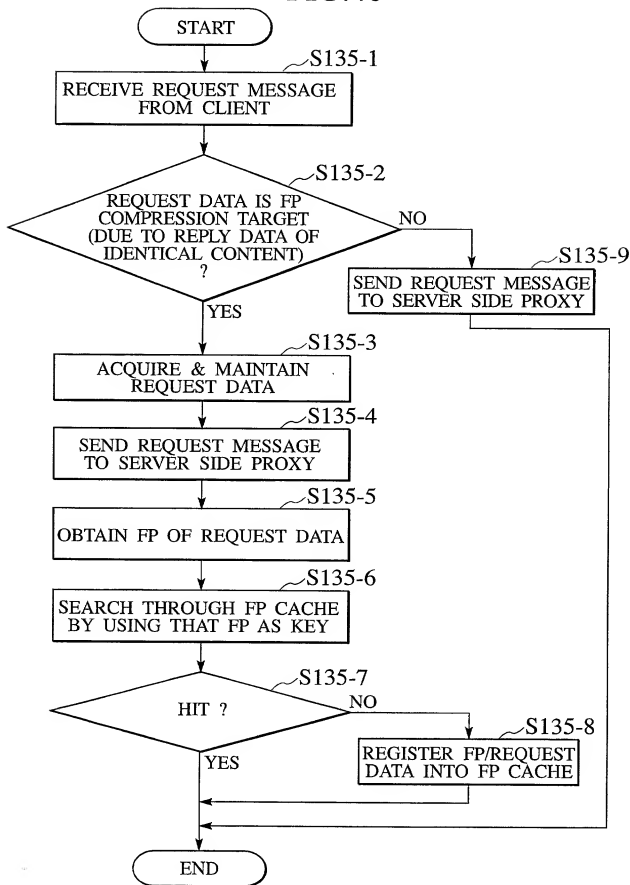 START
S135-1
RECEIVE REQUEST MESSAGE
FROM CLIENT
S135-2
REQUEST DATA IS FP
COMPRESSION TARGET
(DUE TO REPLY DATA OF
IDENTICAL CONTENT)
?
NO
YES
S135-9
SEND REQUEST MESSAGE
TO SERVER SIDE PROXY
S135-3
ACQUIRE & MAINTAIN
REQUEST DATA
S135-4
SEND REQUEST MESSAGE
TO SERVER SIDE PROXY
S135-5
OBTAIN FP OF REQUEST DATA
S135-6
SEARCH THROUGH FP CACHE
BY USING THAT FP AS KEY
S135-7
HIT ?
NO
YES
S135-8
REGISTER FP/REQUEST
DATA INTO FP CACHE
END